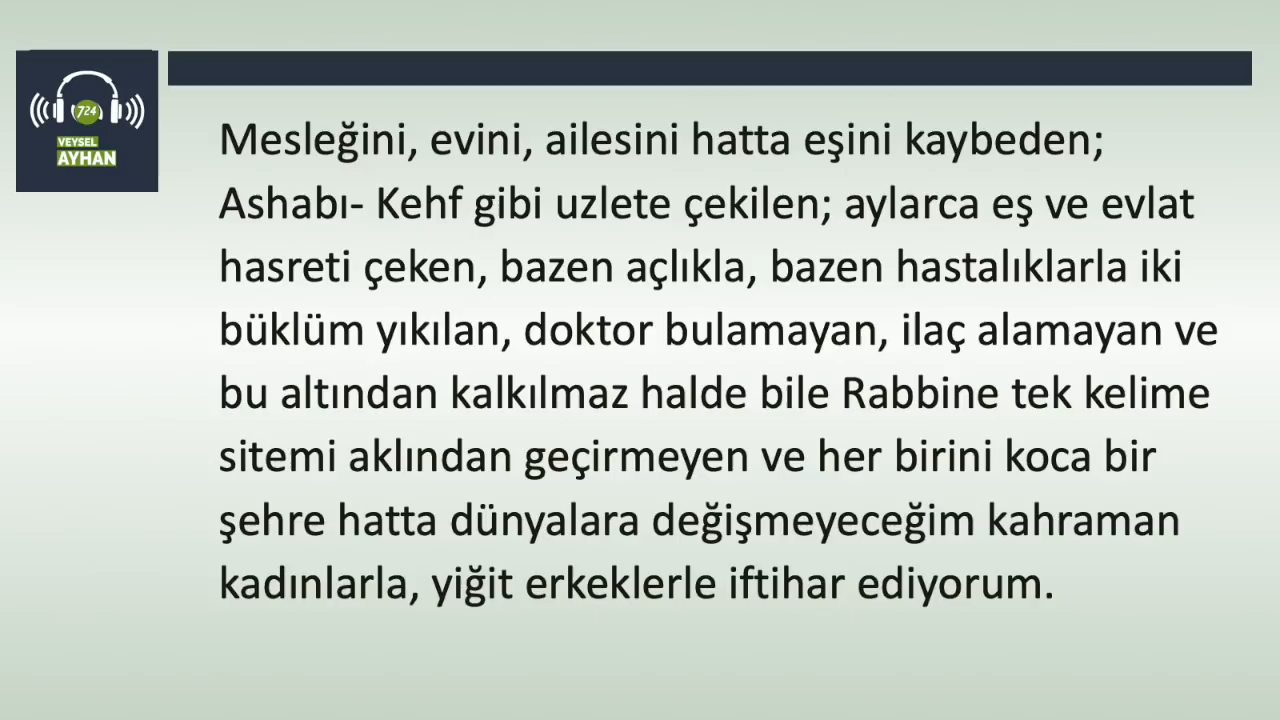 724
VEYSEL
AYHAN
Mesleğini, evini, ailesini hatta eşini kaybeden;
Ashabı- Kehf gibi uzlete çekilen; aylarca eş ve evlat
hasreti çeken, bazen açlıkla, bazen hastalıklarla iki
büklüm yıkılan, doktor bulamayan, ilaç alamayan ve
bu altından kalkılmaz halde bile Rabbine tek kelime
sitemi aklından geçirmeyen ve her birini koca bir
şehre hatta dünyalara değişmeyeceğim kahraman
kadınlarla, yiğit erkeklerle iftihar ediyorum.